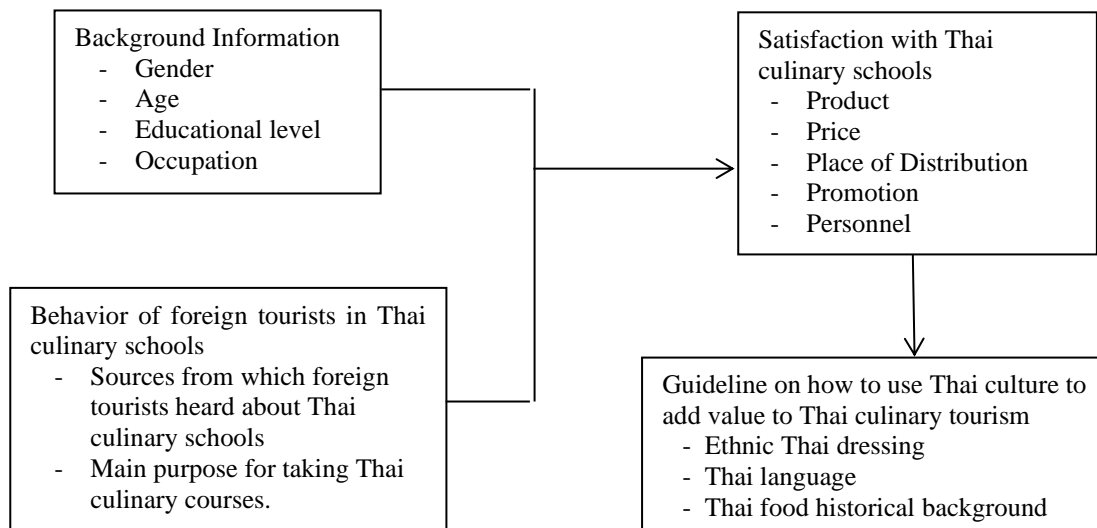 Background Information
- Gender
- Age
- Educational level
- Occupation
Satisfaction with Thai
culinary schools
- Product
- Price
- Place of Distribution
- Promotion
- Personnel
Behavior of foreign tourists in Thai
culinary schools
- Sources from which foreign
tourists heard about Thai
culinary schools
- Main purpose for taking Thai
culinary courses.
Guideline on how to use Thai culture to
add value to Thai culinary tourism
- Ethnic Thai dressing
- Thai language
- Thai food historical background